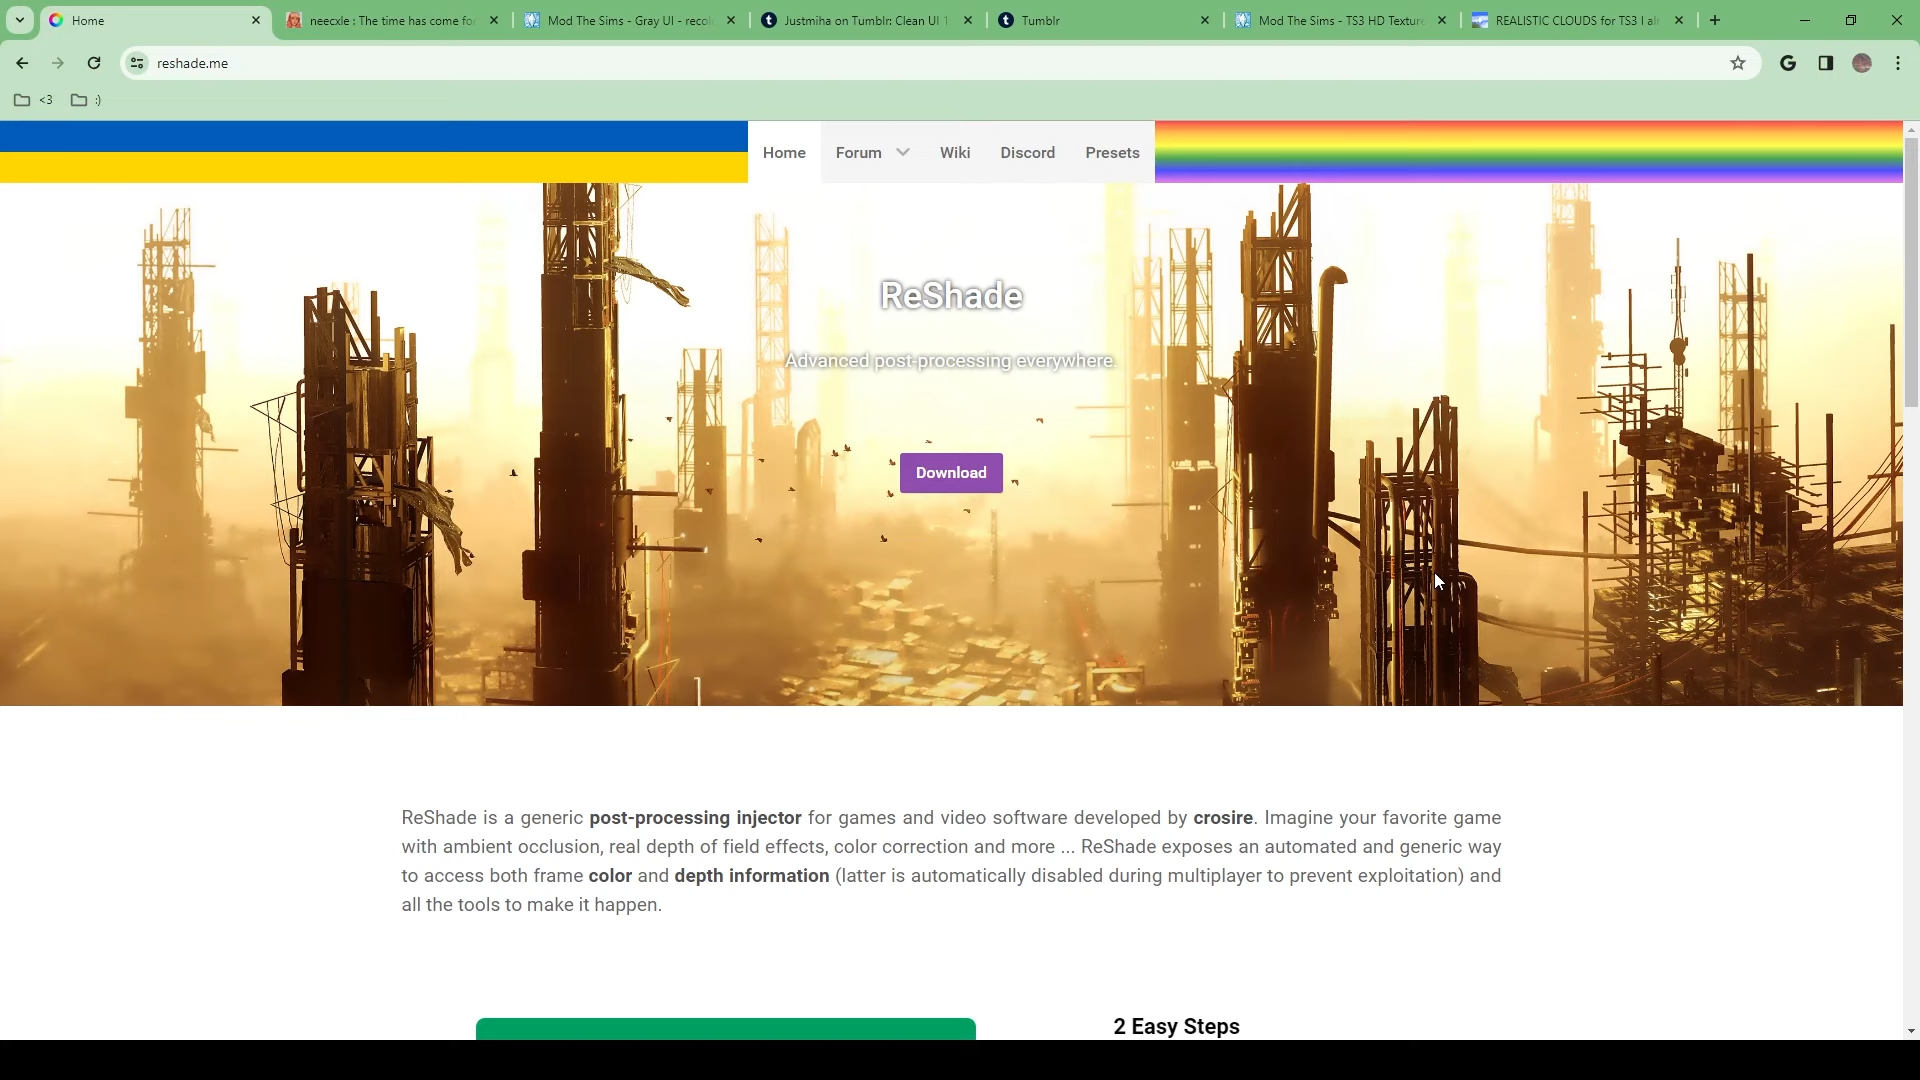 Home
neecxle : The time has come fo
Mod The Sims - Gray UI - recol
Justmiha on Tumblr: Clean UI 1
Tumblr
Mod The Sims - TS3 HD Texture
REALISTIC CLOUDS for TS3 I alr
reshade.me
<3
:)
Home
Forum
Wiki
Discord
Presets
ReShade
Advanced post-processing everywhere.
Download
ReShade is a generic post-processing injector for games and video software developed by crosire. Imagine your favorite game
with ambient occlusion, real depth of field effects, color correction and more ... ReShade exposes an automated and generic way
to access both frame color and depth information (latter is automatically disabled during multiplayer to prevent exploitation) and
all the tools to make it happen.
2 Easy Steps